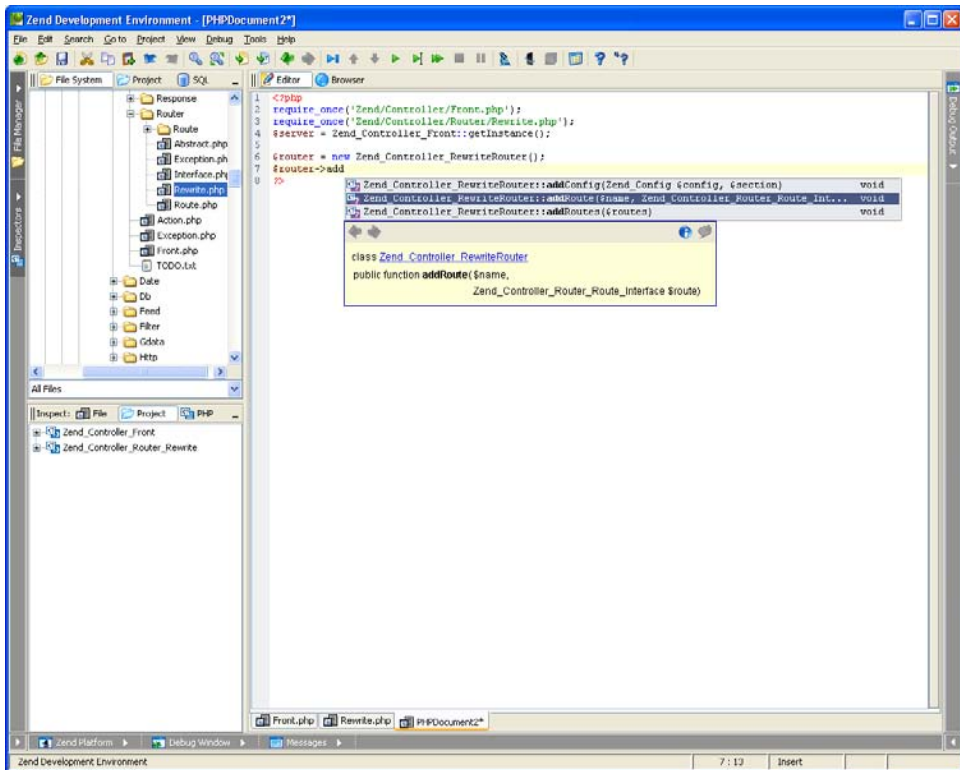 Zend Development Environment - [PHPDocument2*]
File Edit Search Go to Project View Debug Tools Help
File System Project SQL
Editor Browser
File Manager
Inspectors
Response
Router
Route
Abstract.php
Exception.ph
Interface.php
Rewrite.php
Route.php
Action.php
Exception.php
Front.php
TODO.txt
Date
Db
Feed
Filter
Gdata
Http
All Files
Inspect: File Project PHP
Zend_Controller_Front
Zend_Controller_Router_Rewrite
1 <?php
2 require_once('Zend/Controller/Front.php');
3 require_once('Zend/Controller/Router/Rewrite.php');
4 $server = Zend_Controller_Front::getInstance();
5
6 $router = new Zend_Controller_RewriteRouter();
7 $router->add
8 ?>
Zend_Controller_RewriteRouter::addConfig(Zend_Config $config, $section) void
Zend_Controller_RewriteRouter::addRoute($name, Zend_Controller_Router_Route_Int... void
Zend_Controller_RewriteRouter::addRoutes($routes) void
class Zend_Controller_RewriteRouter
public function addRoute($name,
Zend_Controller_Router_Route_Interface $route)
Debug Output
Front.php Rewrite.php PHPDocument2*
Zend Platform Debug Window Messages
Zend Development Environment 7 : 13 Insert